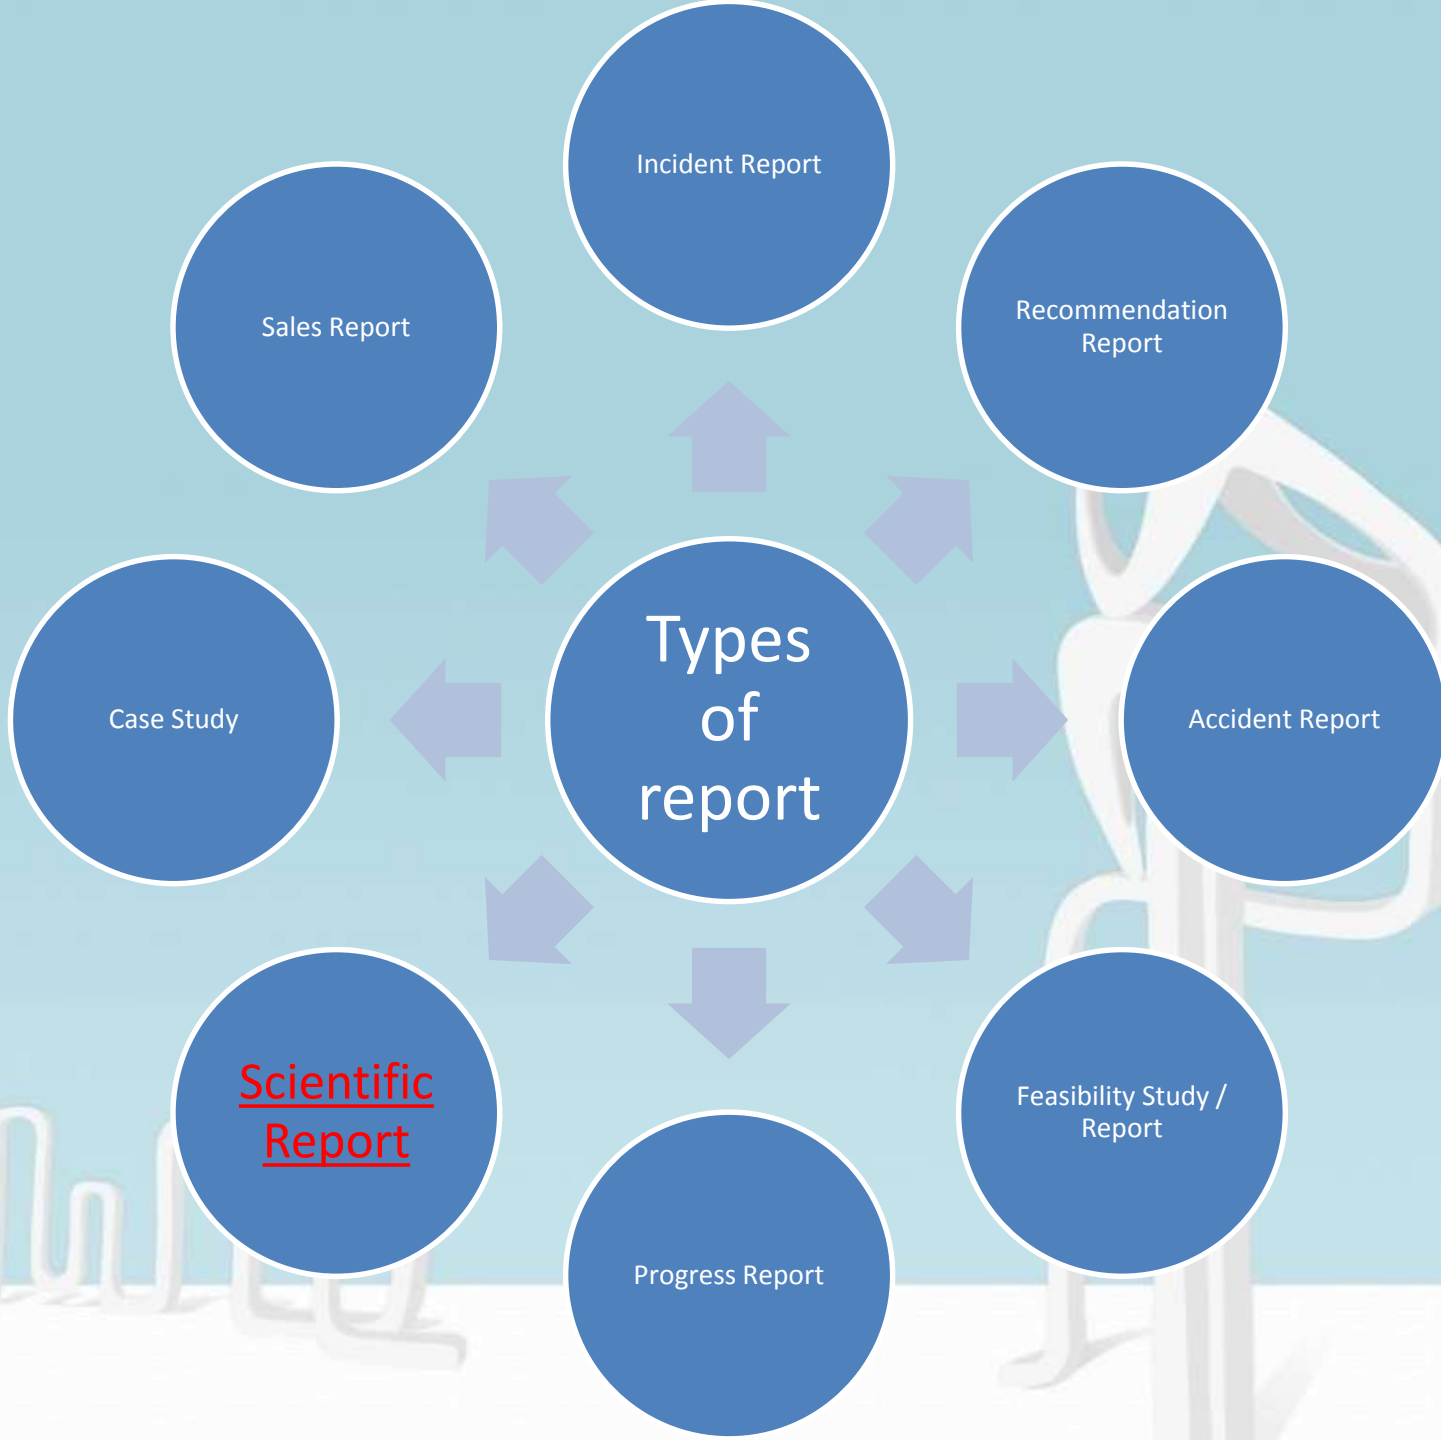 Incident Report
Sales Report
Recommendation
Report
Types
of
report
Case Study
Accident Report
Scientific
Report
Feasibility Study /
Report
Progress Report